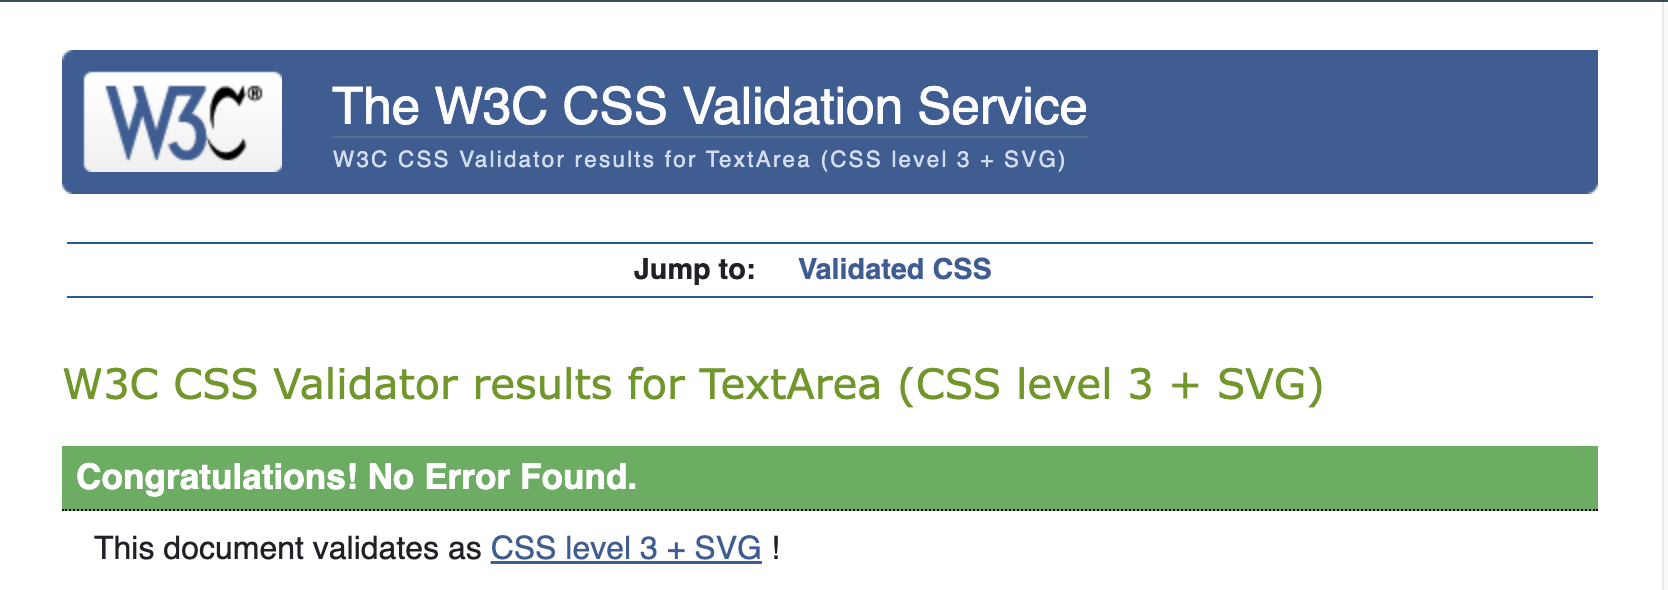 W3C®
The W3C CSS Validation Service
W3C CSS Validator results for TextArea (CSS level 3 + SVG)
Jump to: Validated CSS
W3C CSS Validator results for TextArea (CSS level 3 + SVG)
Congratulations! No Error Found.
This document validates as CSS level 3 + SVG !